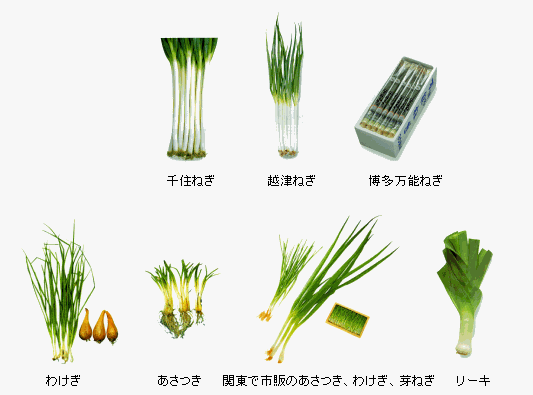 千住ねぎ
越津ねぎ
博多万能ねぎ
わけぎ
あさつき
関東で市販のあさつき、わけぎ、芽ねぎ
リーキ